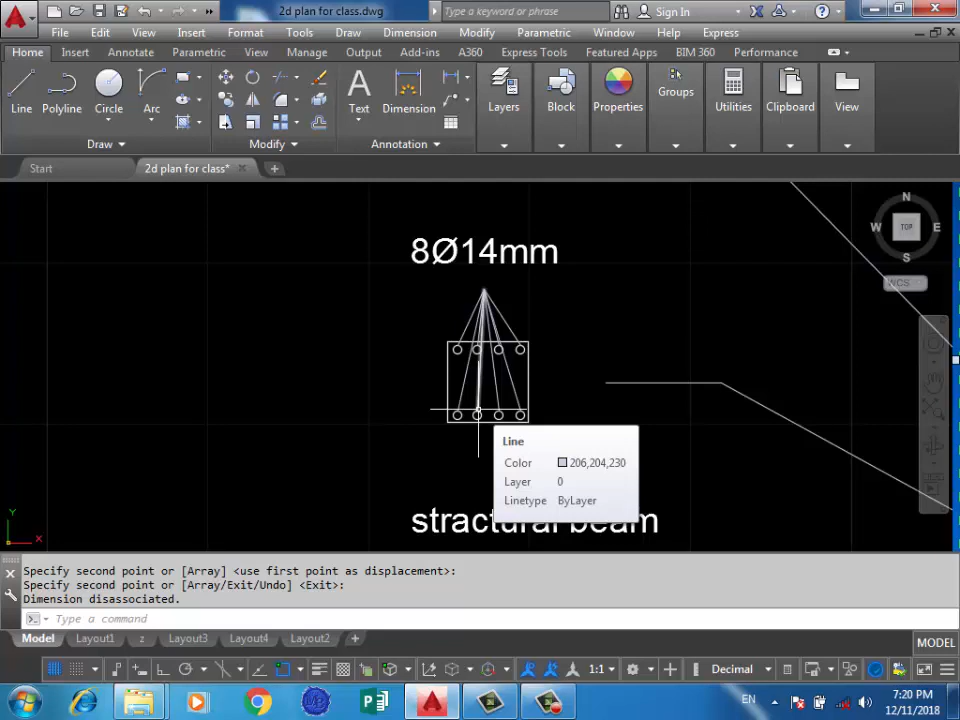 2d plan for class.dwg
Type a keyword or phrase
Sign In
File Edit View Insert Format Tools Draw Dimension Modify Parametric Window Help Express
Home Insert Annotate Parametric View Manage Output Add-ins A360 Express Tools Featured Apps BIM 360 Performance
Line Polyline Circle Arc Text Dimension Layers Block Properties Groups Utilities Clipboard View
Draw Modify Annotation
Start 2d plan for class*
8Ø14mm
N
W TOP E
S
WCS
Line
Color 206,204,230
Layer 0
Linetype ByLayer
stractural beam
Y
X
Specify second point or [Array] <use first point as displacement>:
Specify second point or [Array/Exit/Undo] <Exit>:
Dimension disassociated.
Type a command
Model Layout1 z Layout3 Layout4 Layout2
MODEL
1:1 Decimal
EN
7:20 PM
12/11/2018